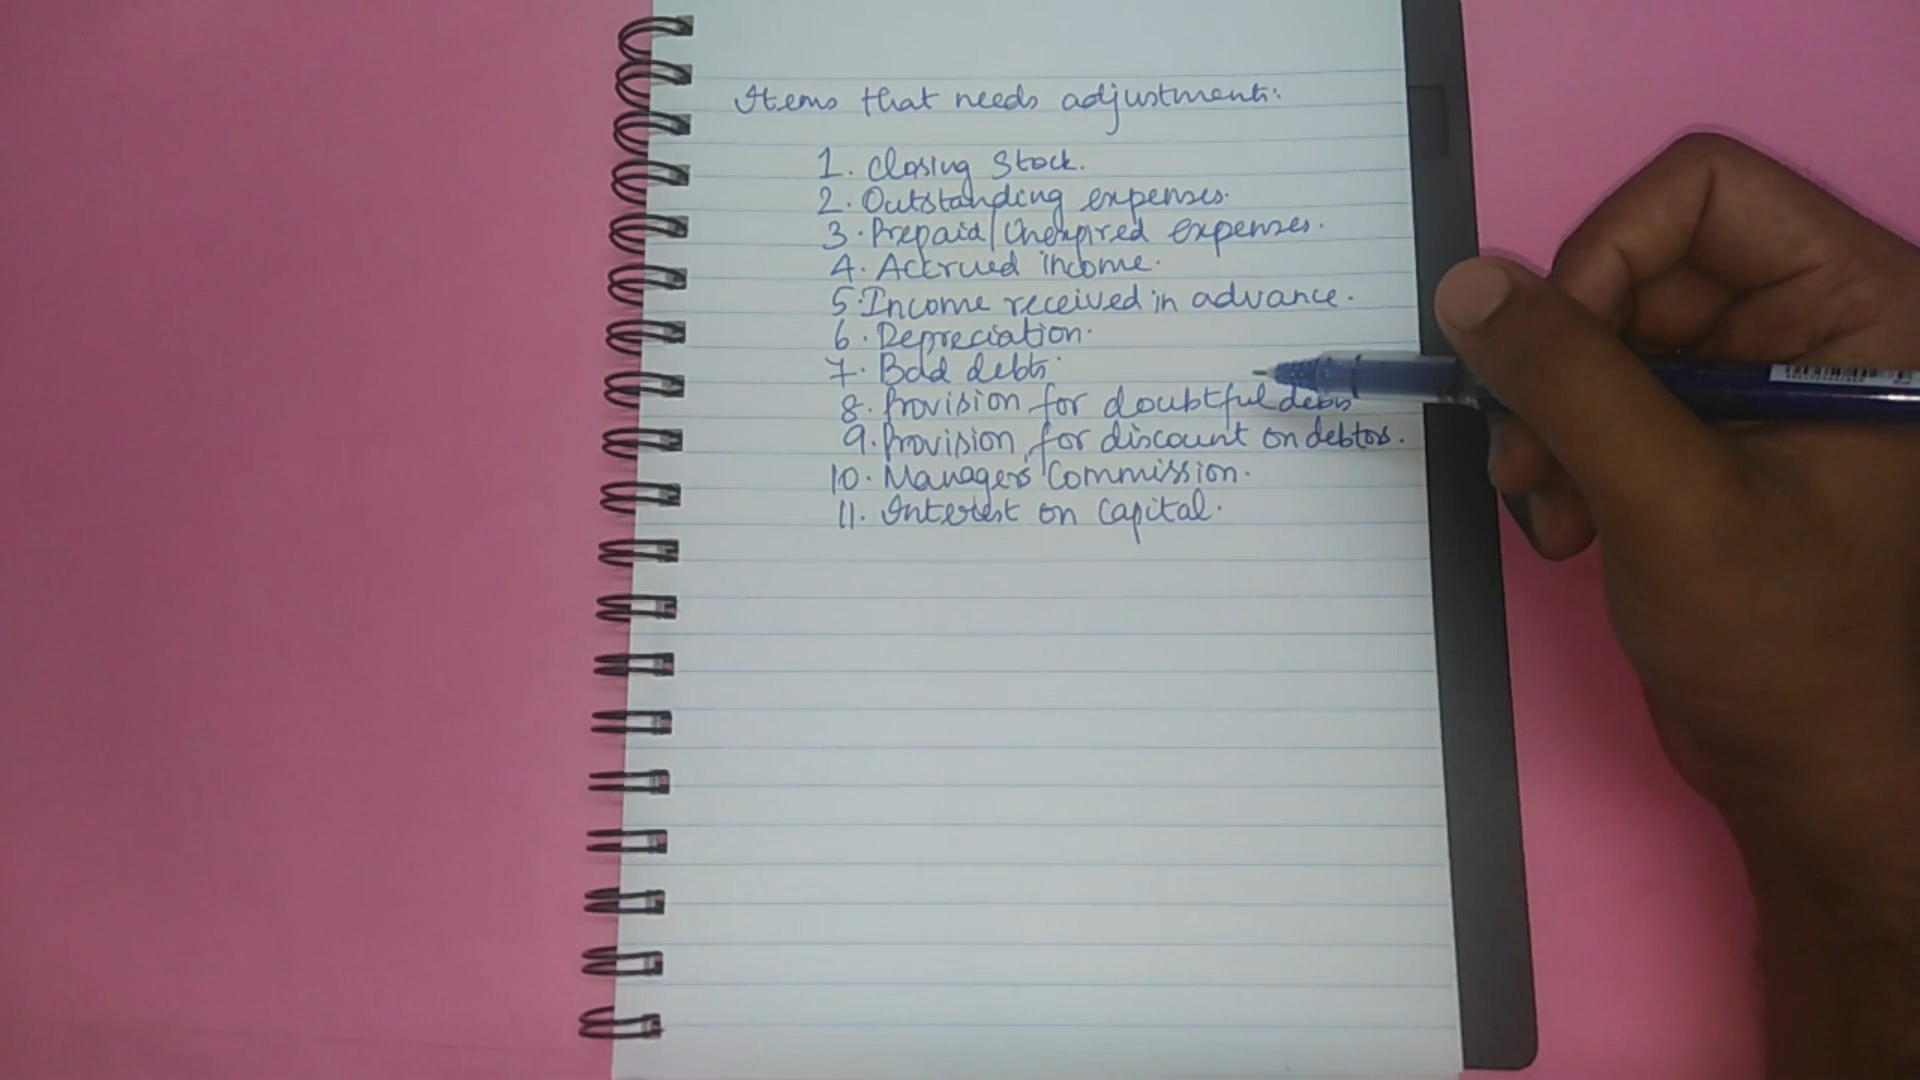 Items that needs adjustment:
1. Closing Stock.
2. Outstanding expenses.
3. Prepaid/Unexpired expenses.
4. Accrued income.
5. Income received in advance.
6. Depreciation.
7. Bad debts.
8. Provision for doubtful debts
9. Provision for discount on debtors.
10. Managers Commission.
11. Interest on Capital.